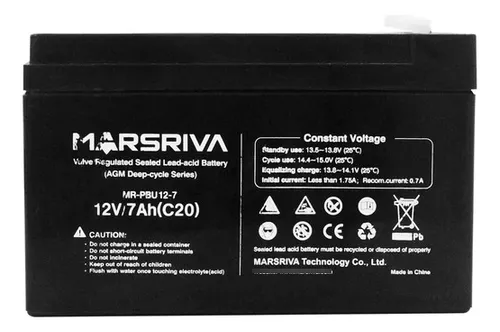 MARSRIVA
Valve Regulated Sealed Lead-acid Battery
(AGM Deep-cycle Series)
MR-PBU12-7
12V/7Ah(C20)
CAUTION:
- Do not charge in a sealed container
- Do not short-circuit battery terminals
- Do not incinerate
- Keep out of reach of children
- Flush with water once touching electrolyte(acid)
Constant Voltage
Standby use: 13.5~13.8V (25°C)
Cycle use: 14.4~15.0V (25°C)
Equalizing charge: 13.8~14.1V (25°C)
Initial current: Less than 1.75A; Recom.current: 0.7A
Pb
Sealed lead acid battery must be recycled or disposed of properly
MARSRIVA Technology Co., Ltd.
Made in China